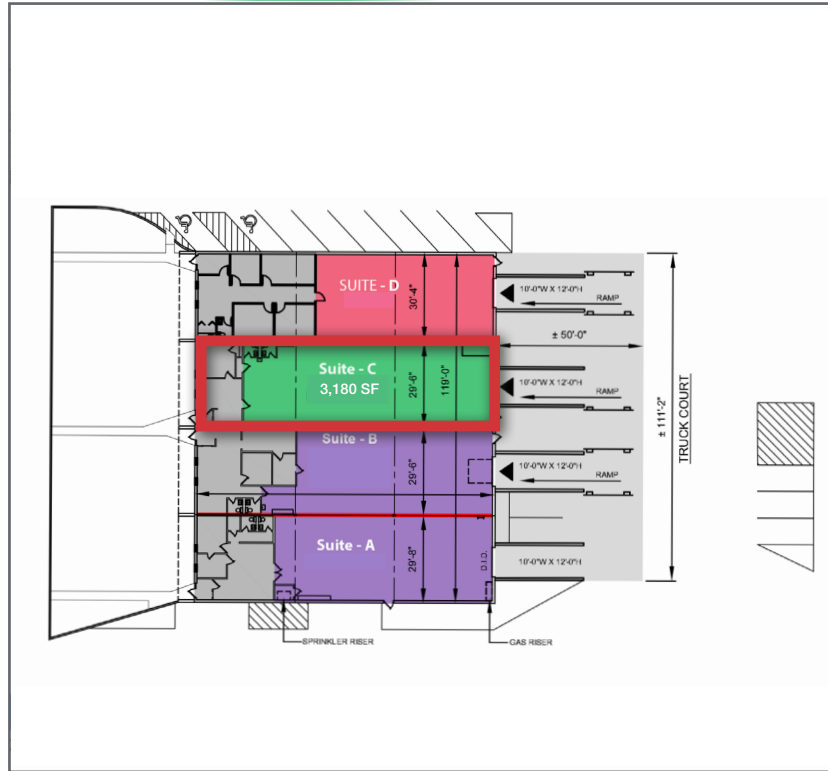 SUITE - D
30'-4"
10'-0"W X 12'-0"H
RAMP
± 50'-0"
Suite - C
3,180 SF
29'-6"
119'-0"
10'-0"W X 12'-0"H
RAMP
± 111'-2"
TRUCK COURT
Suite - B
29'-6"
10'-0"W X 12'-0"H
RAMP
Suite - A
29'-8"
D.I.D.
10'-0"W X 12'-0"H
SPRINKLER RISER
GAS RISER